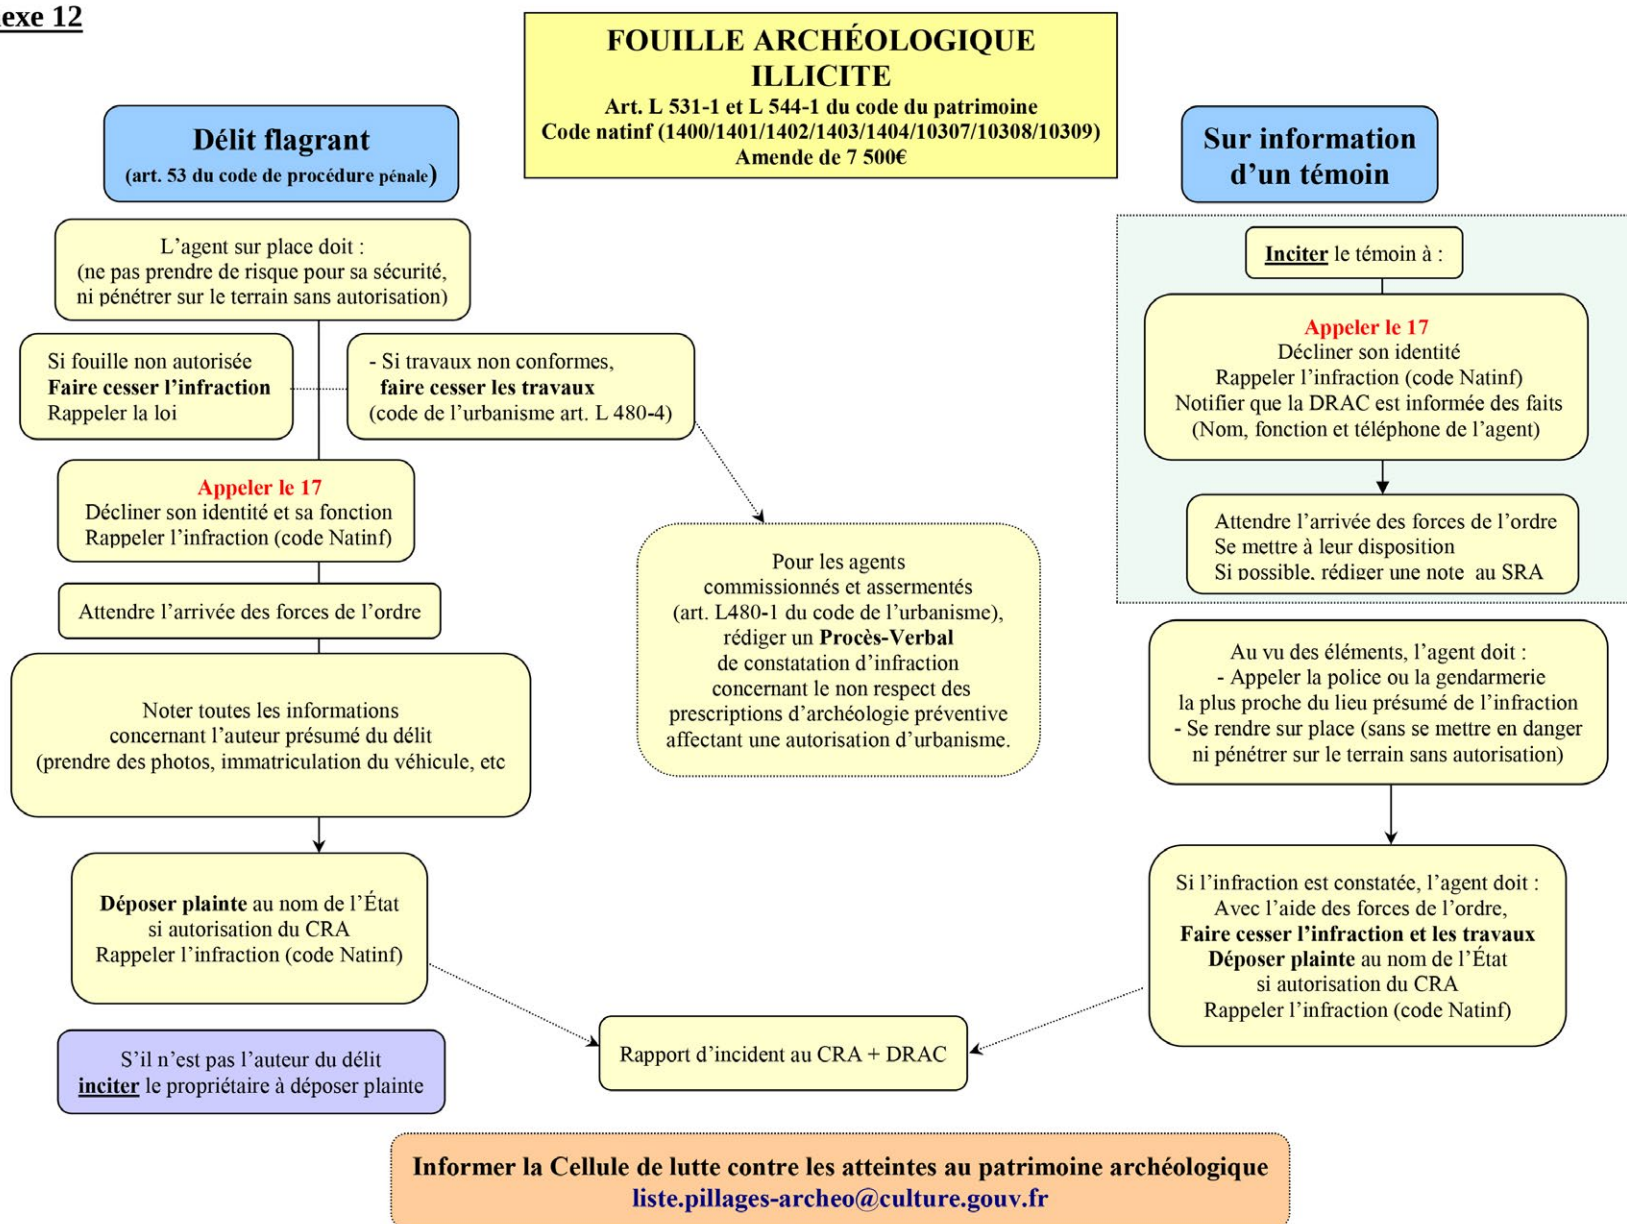 exe 12
FOUILLE ARCHÉOLOGIQUE
ILLICITE
Art. L 531-1 et L 544-1 du code du patrimoine
Code natinf (1400/1401/1402/1403/1404/10307/10308/10309)
Amende de 7 500€
Délit flagrant
(art. 53 du code de procédure pénale)
L’agent sur place doit :
(ne pas prendre de risque pour sa sécurité,
ni pénétrer sur le terrain sans autorisation)
Si fouille non autorisée
Faire cesser l’infraction
Rappeler la loi
- Si travaux non conformes,
faire cesser les travaux
(code de l’urbanisme art. L 480-4)
Appeler le 17
Décliner son identité et sa fonction
Rappeler l’infraction (code Natinf)
Attendre l’arrivée des forces de l’ordre
Noter toutes les informations
concernant l’auteur présumé du délit
(prendre des photos, immatriculation du véhicule, etc
Déposer plainte au nom de l’État
si autorisation du CRA
Rappeler l’infraction (code Natinf)
S’il n’est pas l’auteur du délit
inciter le propriétaire à déposer plainte
Pour les agents
commissionnés et assermentés
(art. L480-1 du code de l’urbanisme),
rédiger un Procès-Verbal
de constatation d’infraction
concernant le non respect des
prescriptions d’archéologie préventive
affectant une autorisation d’urbanisme.
Sur information
d’un témoin
Inciter le témoin à :
Appeler le 17
Décliner son identité
Rappeler l’infraction (code Natinf)
Notifier que la DRAC est informée des faits
(Nom, fonction et téléphone de l’agent)
Attendre l’arrivée des forces de l’ordre
Se mettre à leur disposition
Si possible, rédiger une note au SRA
Au vu des éléments, l’agent doit :
- Appeler la police ou la gendarmerie
la plus proche du lieu présumé de l’infraction
- Se rendre sur place (sans se mettre en danger
ni pénétrer sur le terrain sans autorisation)
Si l’infraction est constatée, l’agent doit :
Avec l’aide des forces de l’ordre,
Faire cesser l’infraction et les travaux
Déposer plainte au nom de l’État
si autorisation du CRA
Rappeler l’infraction (code Natinf)
Rapport d’incident au CRA + DRAC
Informer la Cellule de lutte contre les atteintes au patrimoine archéologique
liste.pillages-archeo@culture.gouv.fr